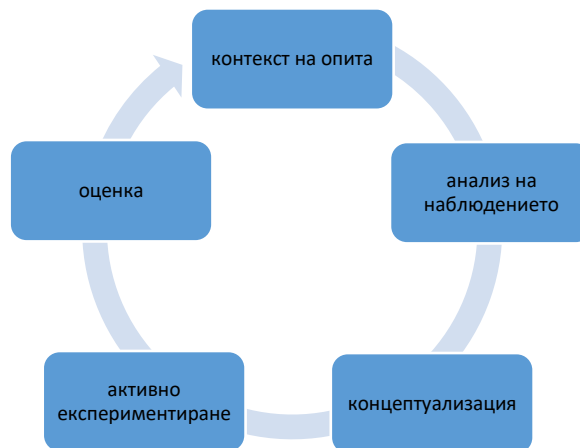 контекст на опита
анализ на
наблюдението
концептуализация
активно
експериментиране
оценка